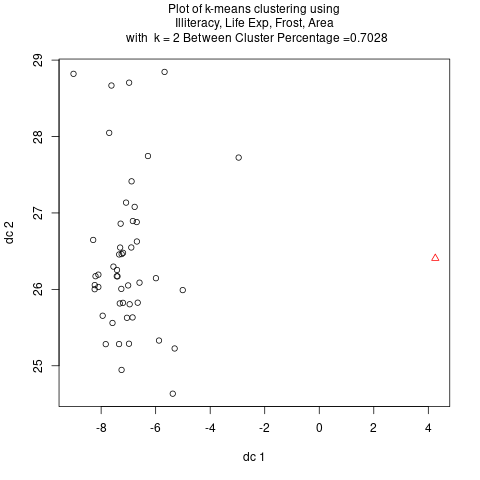 Plot of k-means clustering using
Illiteracy, Life Exp, Frost, Area
with  k = 2 Between Cluster Percentage =0.7028
29
28
27
26
25
dc 2
-8 -6 -4 -2 0 2 4
dc 1